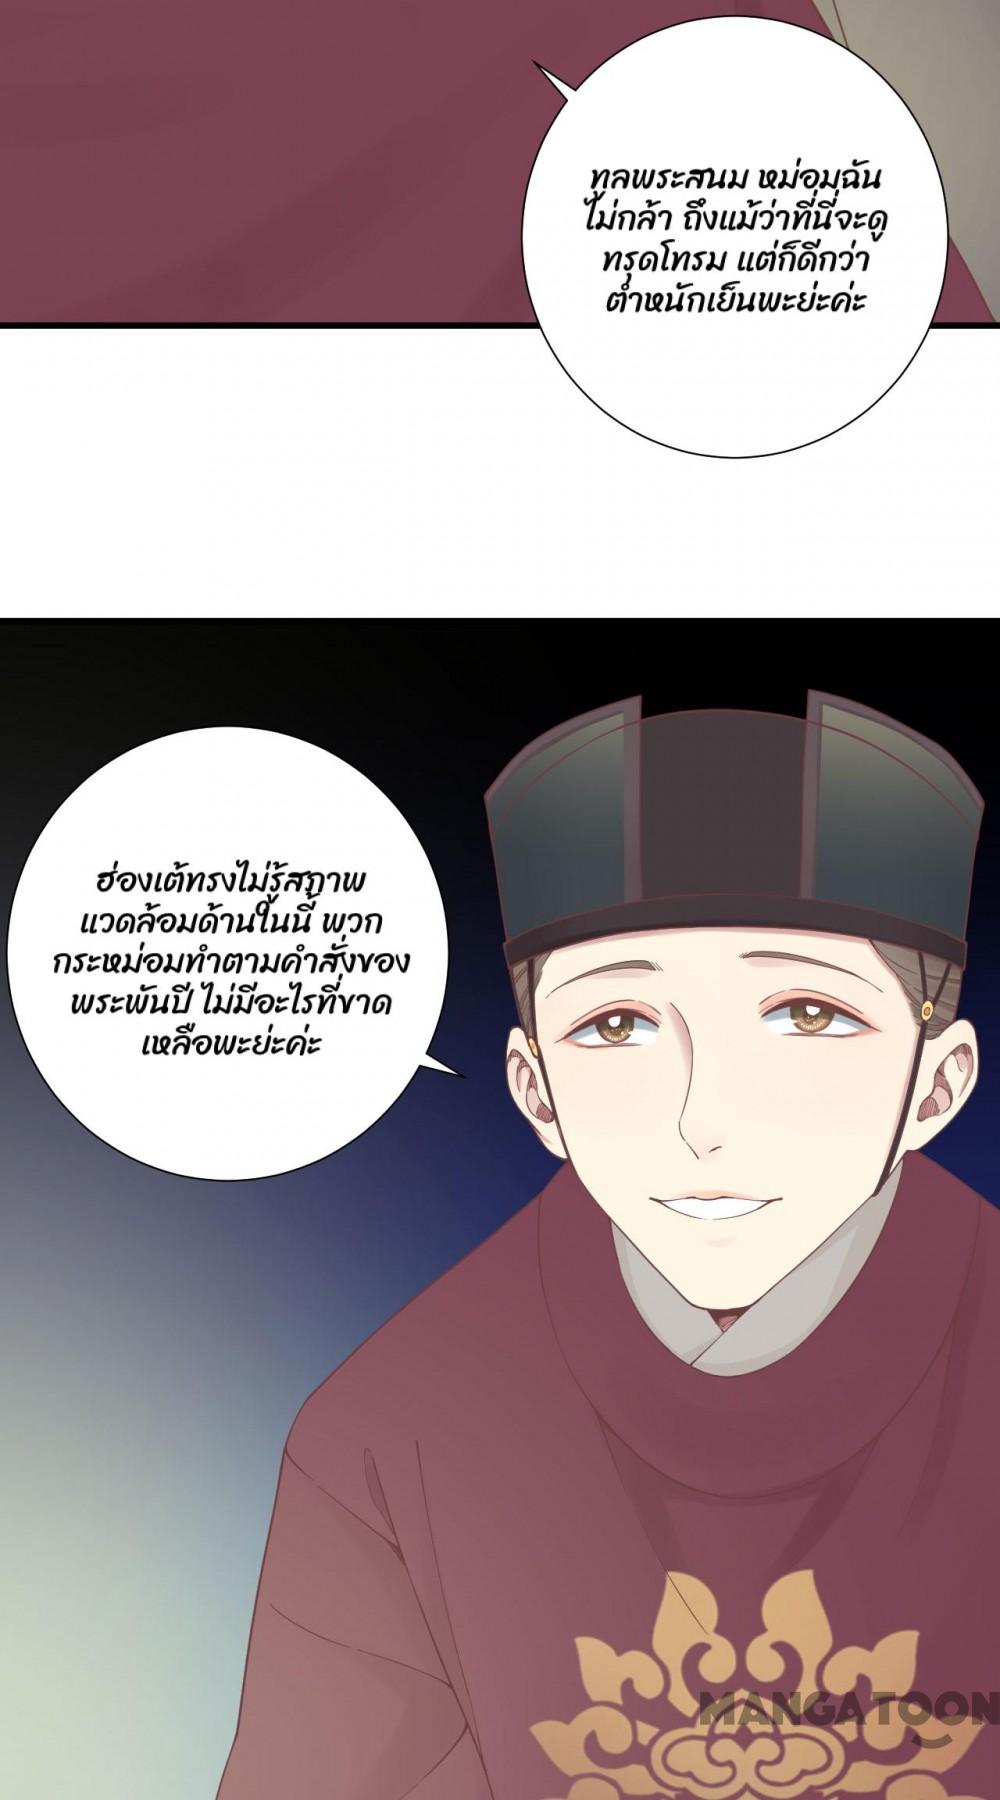 ทูลพระสนม หม่อมฉัน
ไม่กล้า ถึงแม้ว่าที่นี่จะดู
ทรุดโทรม แต่ก็ดีกว่า
ตำหนักเย็นพะย่ะค่ะ
ฮ่องเต้ทรงไม่รู้สภาพ
แวดล้อมด้านในนี้ พวก
กระหม่อมทำตามคำสั่งของ
พระพันปี ไม่มีอะไรที่ขาด
เหลือพะย่ะค่ะ
MANGATOON